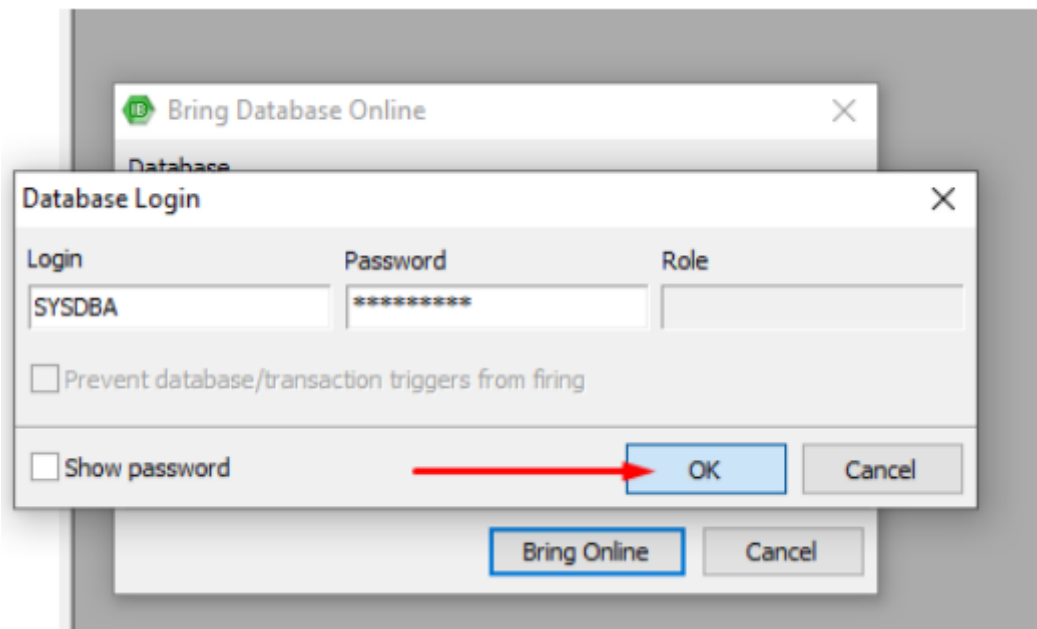 IB
Bring Database Online
Database
Database Login
Login Password Role
SYSDBA *********
Prevent database/transaction triggers from firing
Show password OK Cancel
Bring Online Cancel